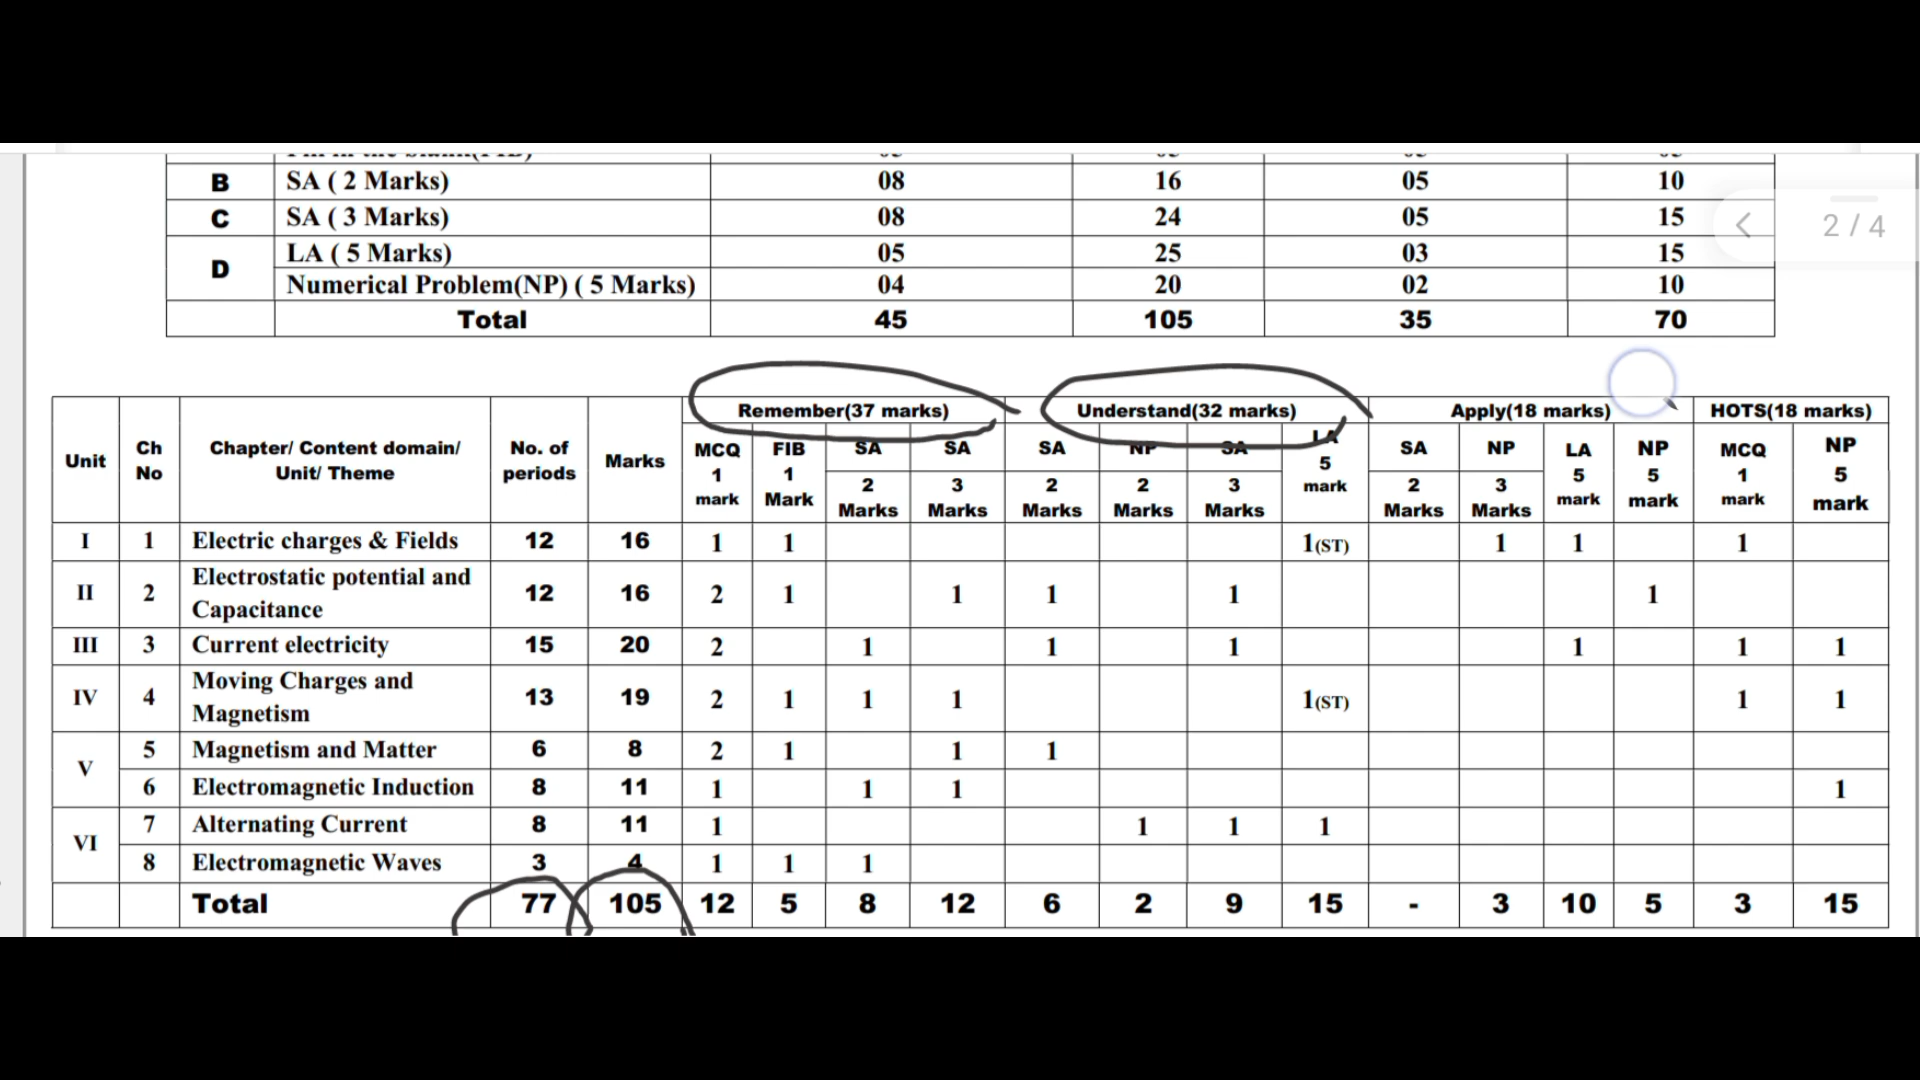 B SA ( 2 Marks) 08 16 05 10
C SA ( 3 Marks) 08 24 05 15
D LA ( 5 Marks) 05 25 03 15
Numerical Problem(NP) ( 5 Marks) 04 20 02 10
Total 45 105 35 70
2 / 4
Unit Ch No Chapter/ Content domain/ Unit/ Theme No. of periods Marks Remember(37 marks) Understand(32 marks) Apply(18 marks) HOTS(18 marks)
MCQ 1 mark FIB 1 Mark SA 2 Marks SA 3 Marks SA 2 Marks NP 2 Marks SA 3 Marks LA 5 mark SA 2 Marks NP 3 Marks LA 5 mark NP 5 mark MCQ 1 mark NP 5 mark
I 1 Electric charges & Fields 12 16 1 1 1(ST) 1 1 1
II 2 Electrostatic potential and Capacitance 12 16 2 1 1 1 1 1
III 3 Current electricity 15 20 2 1 1 1 1 1 1
IV 4 Moving Charges and Magnetism 13 19 2 1 1 1 1(ST) 1 1
V 5 Magnetism and Matter 6 8 2 1 1 1
6 Electromagnetic Induction 8 11 1 1 1 1
VI 7 Alternating Current 8 11 1 1 1 1
8 Electromagnetic Waves 3 4 1 1 1
Total 77 105 12 5 8 12 6 2 9 15 - 3 10 5 3 15